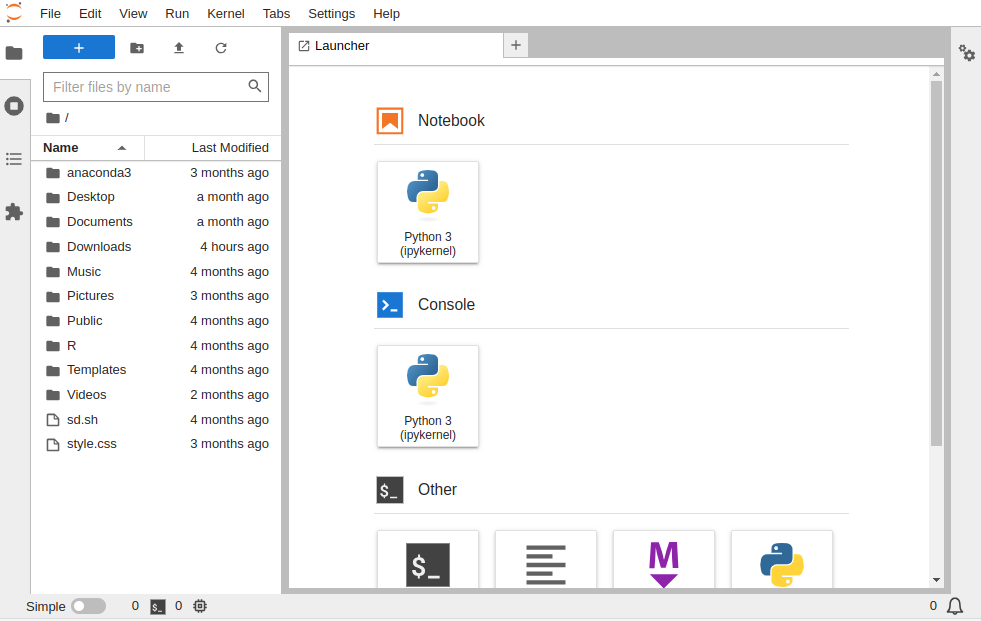 File Edit View Run Kernel Tabs Settings Help
+
Launcher
+
Filter files by name
/
Name Last Modified
anaconda3 3 months ago
Desktop a month ago
Documents a month ago
Downloads 4 hours ago
Music 4 months ago
Pictures 3 months ago
Public 4 months ago
R 4 months ago
Templates 4 months ago
Videos 2 months ago
sd.sh 4 months ago
style.css 3 months ago
Notebook
Python 3
(ipykernel)
Console
Python 3
(ipykernel)
$_ Other
$_ M
Simple 0 $_ 0 0